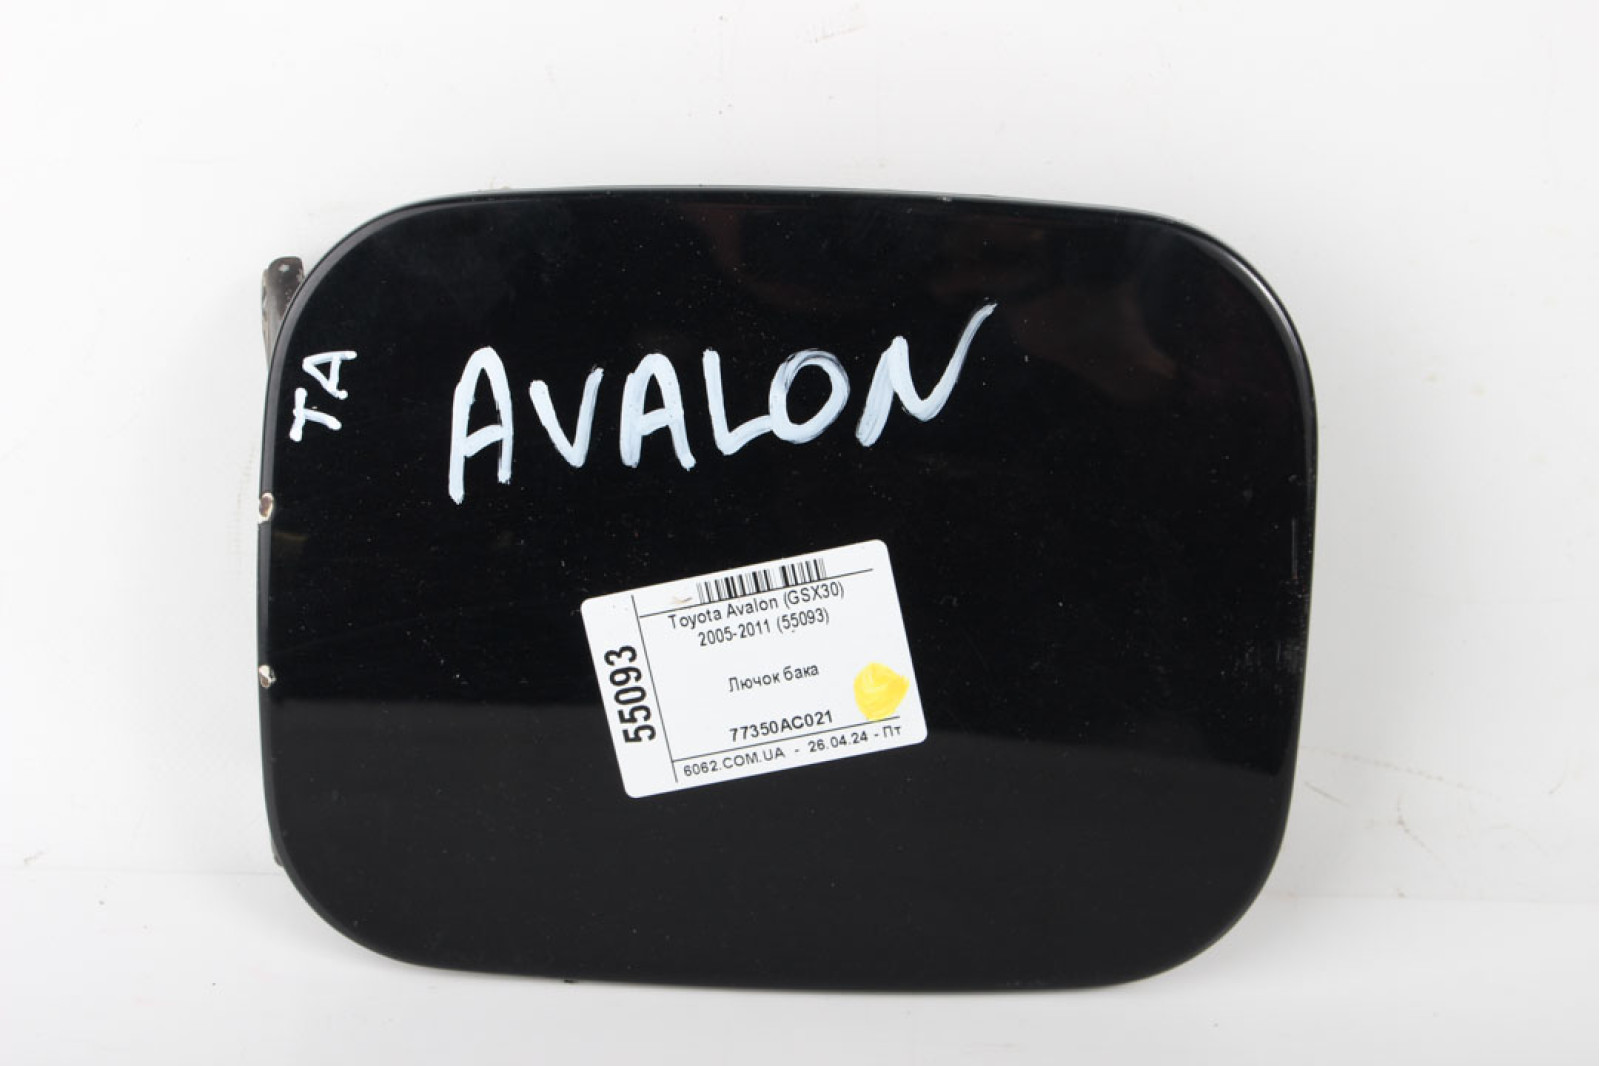 TA
AVALON
55093
Toyota Avalon (GSX30)
2005-2011 (55093)
Лючок бака
77350AC021
6062.COM.UA - 26.04.24 - Пт